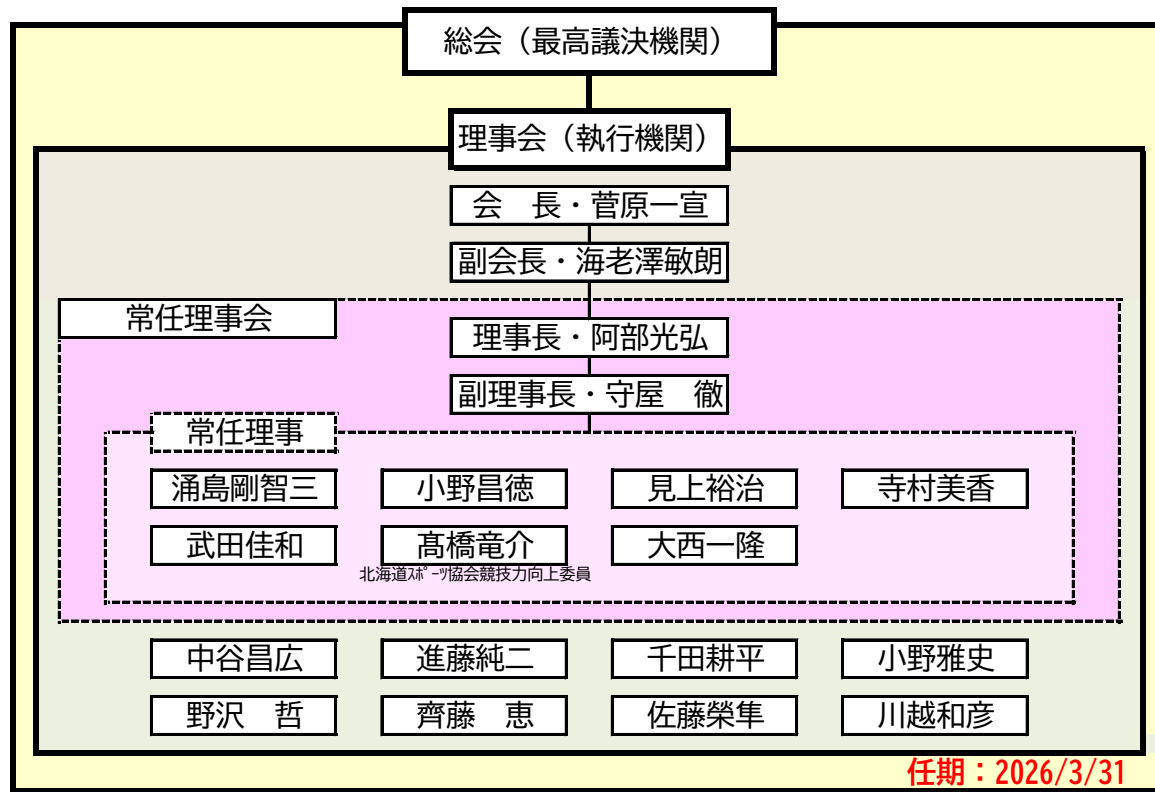 総会（最高議決機関）
理事会（執行機関）
会　長・菅原一宣
副会長・海老澤敏朗
常任理事会
理事長・阿部光弘
副理事長・守屋　徹
常任理事
涌島剛智三　小野昌徳　見上裕治　寺村美香
武田佳和　髙橋竜介　大西一隆
北海道ｽﾎﾟｰﾂ協会競技力向上委員
中谷昌広　進藤純二　千田耕平　小野雅史
野沢　哲　齊藤　恵　佐藤榮隼　川越和彦
任期：2026/3/31